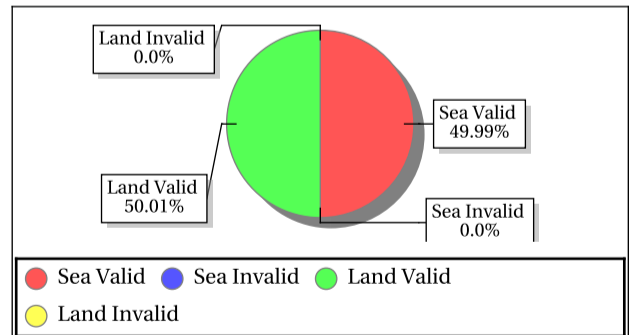 Land Invalid
0.0%
Sea Valid
49.99%
Land Valid
50.01%
Sea Invalid
0.0%
Sea Valid Sea Invalid Land Valid
Land Invalid